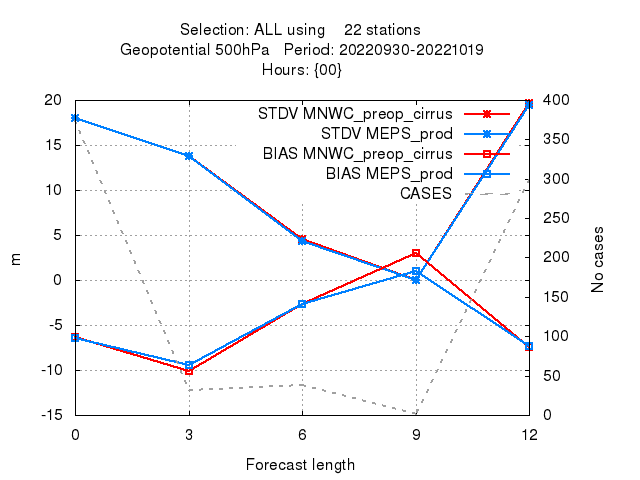 Selection: ALL using    22 stations
Geopotential 500hPa   Period: 20220930-20221019
Hours: {00}
STDV MNWC_preop_cirrus
STDV MEPS_prod
BIAS MNWC_preop_cirrus
BIAS MEPS_prod
CASES
20
15
10
5
0
-5
-10
-15
m
400
350
300
250
200
150
100
50
0
No cases
0 3 6 9 12
Forecast length